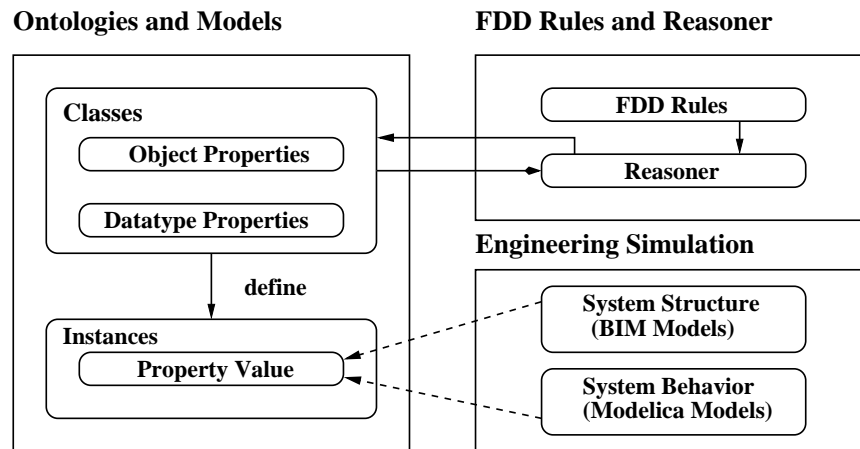 Ontologies and Models
Classes
Object Properties
Datatype Properties
define
Instances
Property Value
FDD Rules and Reasoner
FDD Rules
Reasoner
Engineering Simulation
System Structure
(BIM Models)
System Behavior
(Modelica Models)